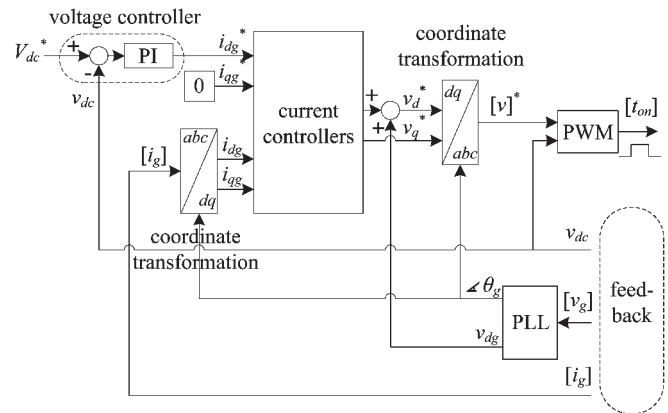 voltage controller
V_dc* + - PI i_dg*
v_dc
0 i_qg*
current
controllers
+ +
v_d*
v_q*
coordinate
transformation
dq
abc
[v]*
PWM
[t_on]
[i_g]
abc
dq
i_dg
i_qg
coordinate
transformation
v_dc
∡ θ_g
v_dg
PLL
[v_g]
[i_g]
feed-
back